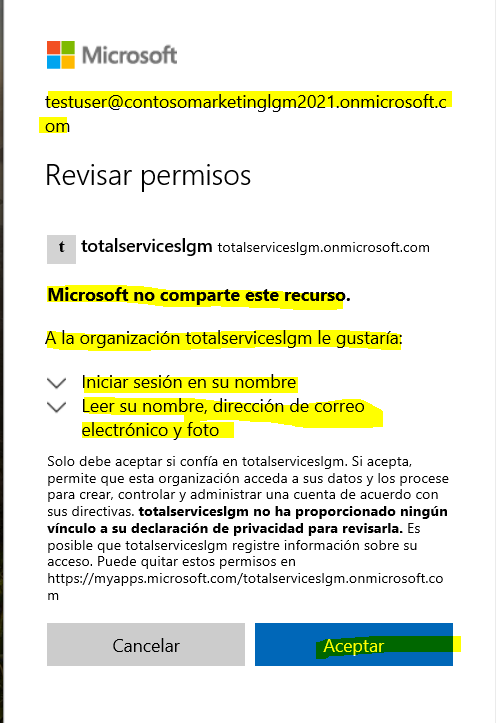 Microsoft
testuser@contosomarketinglgm2021.onmicrosoft.c
om
Revisar permisos
t totalserviceslgm totalserviceslgm.onmicrosoft.com
Microsoft no comparte este recurso.
A la organización totalserviceslgm le gustaría:
Iniciar sesión en su nombre
Leer su nombre, dirección de correo
electrónico y foto
Solo debe aceptar si confía en totalserviceslgm. Si acepta,
permite que esta organización acceda a sus datos y los procese
para crear, controlar y administrar una cuenta de acuerdo con
sus directivas. totalserviceslgm no ha proporcionado ningún
vínculo a su declaración de privacidad para revisarla. Es
posible que totalserviceslgm registre información sobre su
acceso. Puede quitar estos permisos en
https://myapps.microsoft.com/totalserviceslgm.onmicrosoft.co
m
Cancelar Aceptar